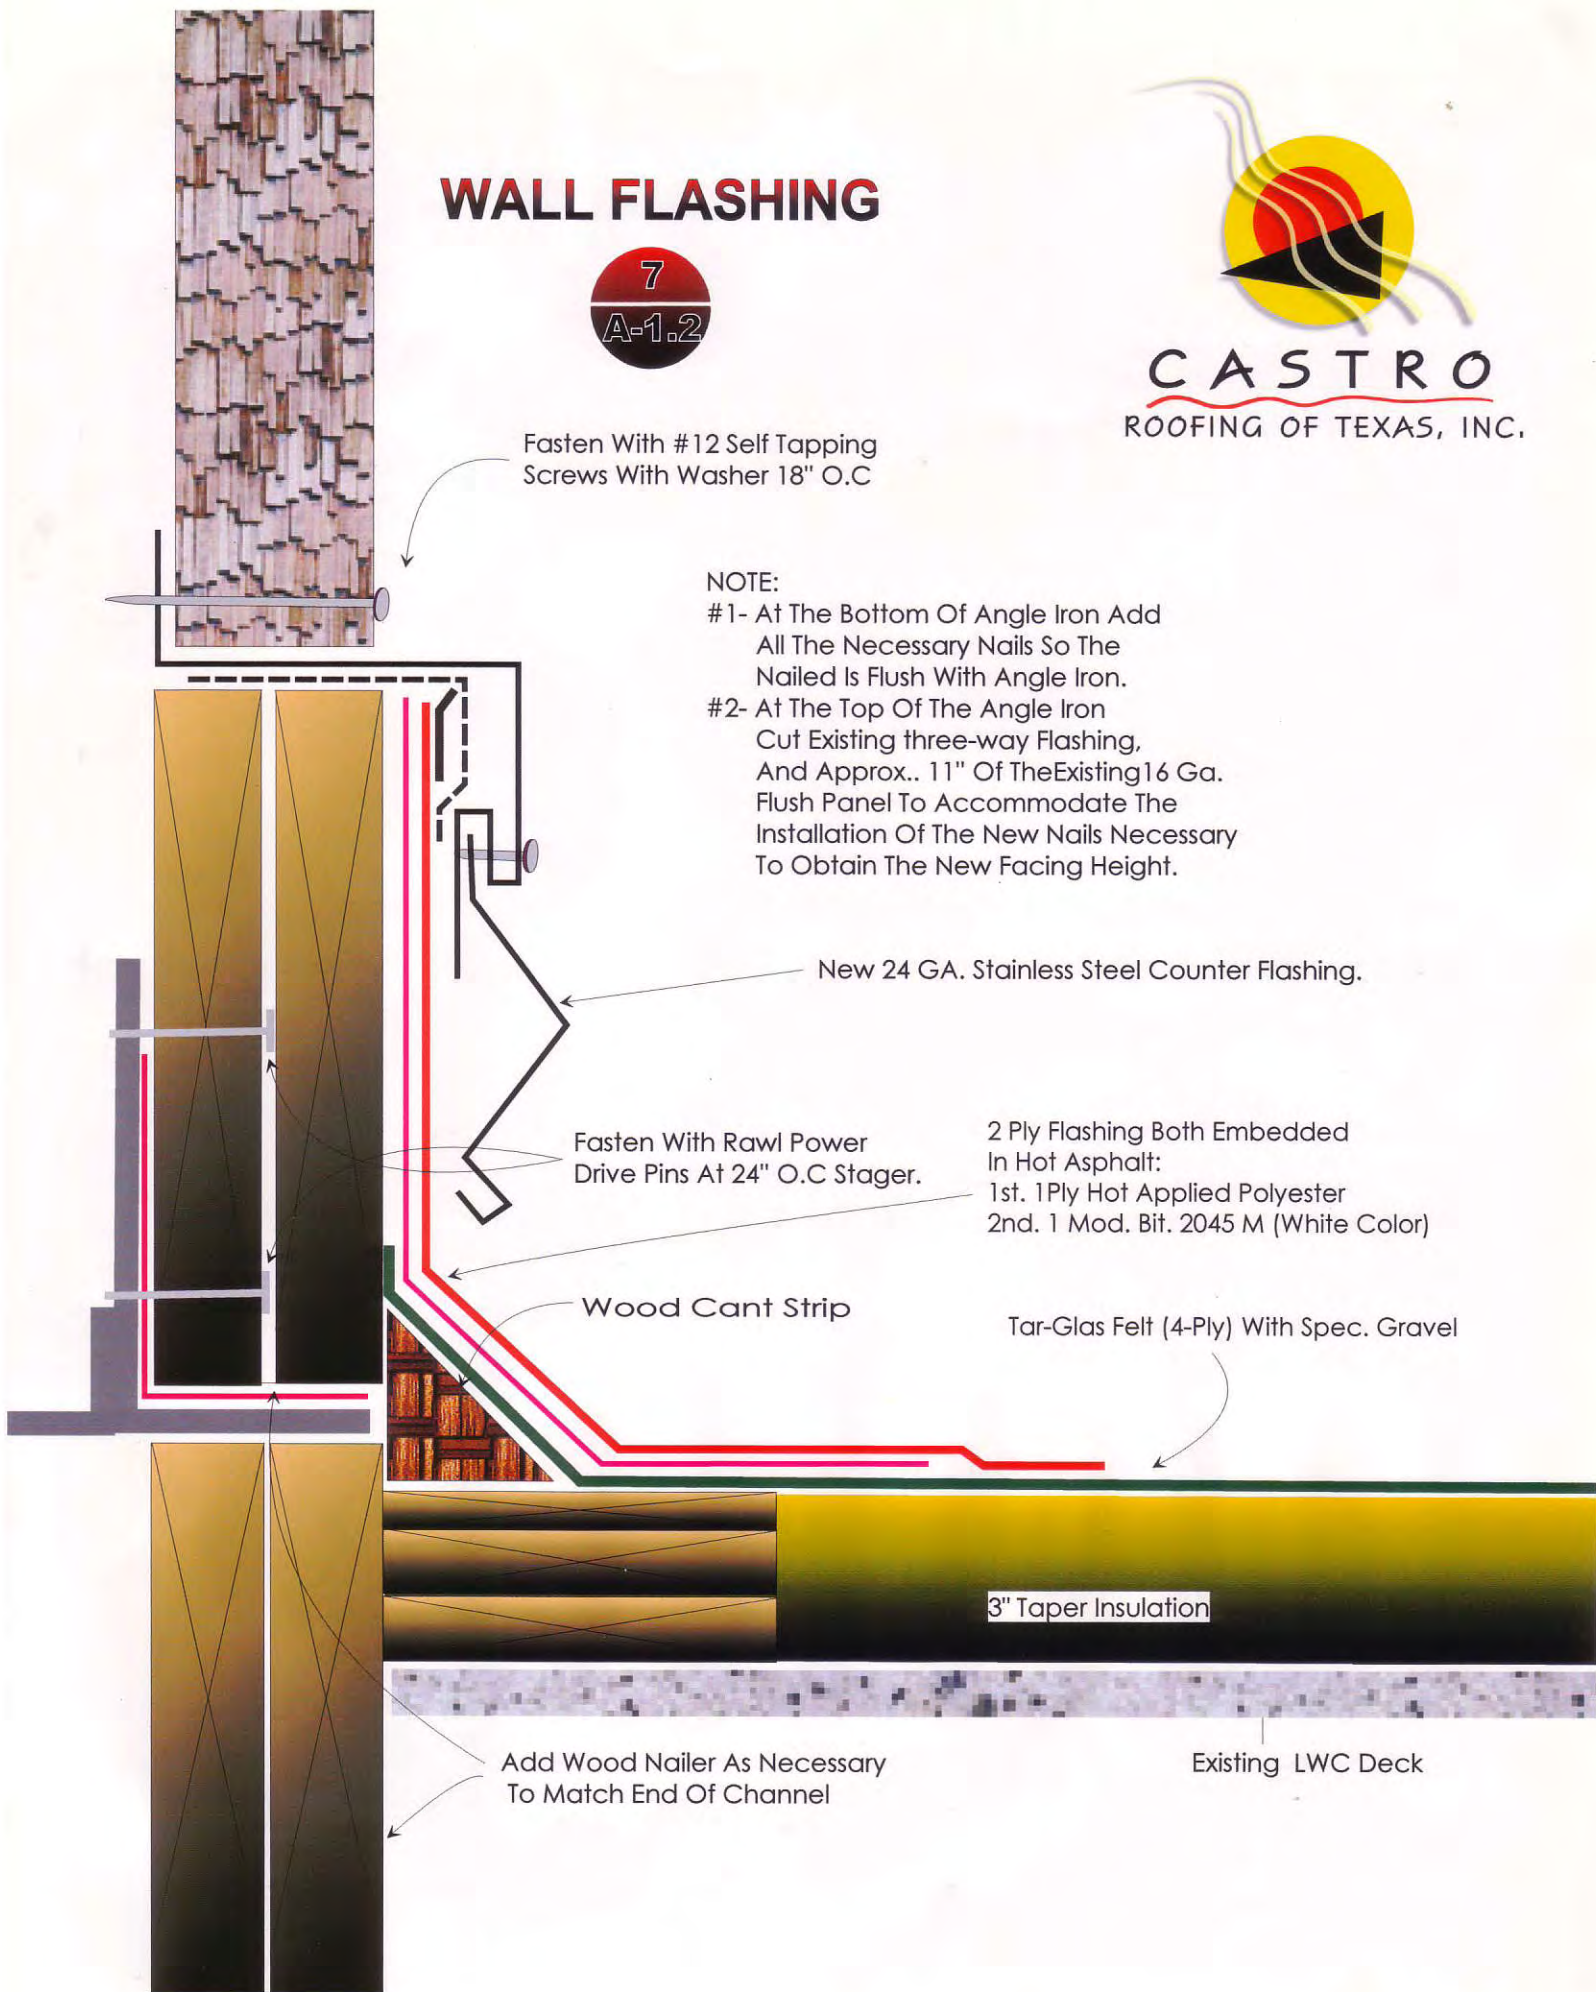 WALL FLASHING
7
A-1.2
CASTRO
ROOFING OF TEXAS, INC.
Fasten With #12 Self Tapping
Screws With Washer 18" O.C
NOTE:
#1- At The Bottom Of Angle Iron Add
All The Necessary Nails So The
Nailed Is Flush With Angle Iron.
#2- At The Top Of The Angle Iron
Cut Existing three-way Flashing,
And Approx.. 11" Of TheExisting16 Ga.
Flush Panel To Accommodate The
Installation Of The New Nails Necessary
To Obtain The New Facing Height.
New 24 GA. Stainless Steel Counter Flashing.
Fasten With Rawl Power
Drive Pins At 24" O.C Stager.
2 Ply Flashing Both Embedded
In Hot Asphalt:
1st. 1Ply Hot Applied Polyester
2nd. 1 Mod. Bit. 2045 M (White Color)
Wood Cant Strip
Tar-Glas Felt (4-Ply) With Spec. Gravel
3" Taper Insulation
Add Wood Nailer As Necessary
To Match End Of Channel
Existing LWC Deck